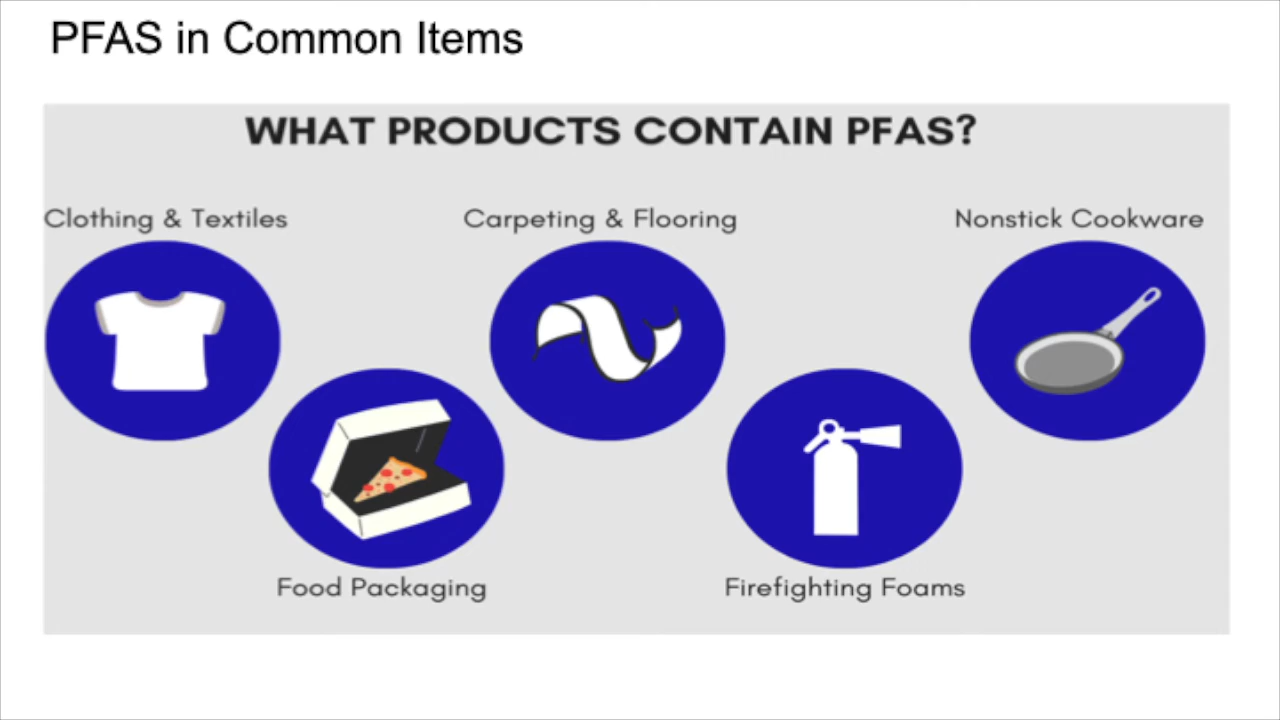 PFAS in Common Items
WHAT PRODUCTS CONTAIN PFAS?
Clothing & Textiles
Carpeting & Flooring
Nonstick Cookware
Food Packaging
Firefighting Foams